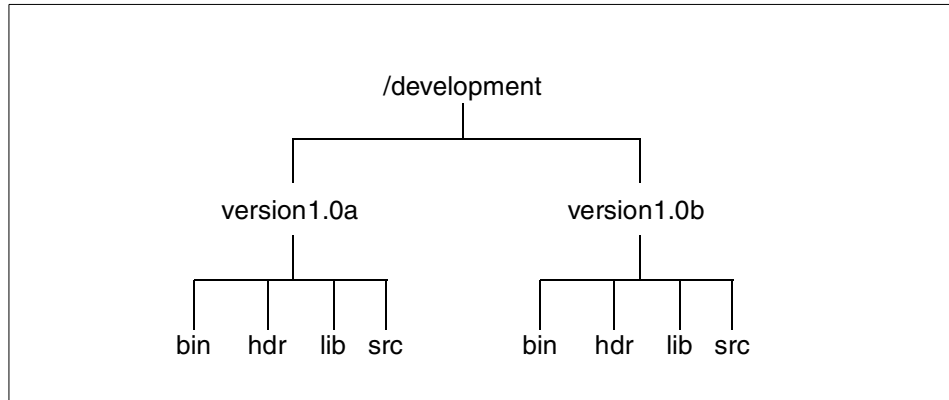 /development
version1.0a version1.0b
bin hdr lib src bin hdr lib src